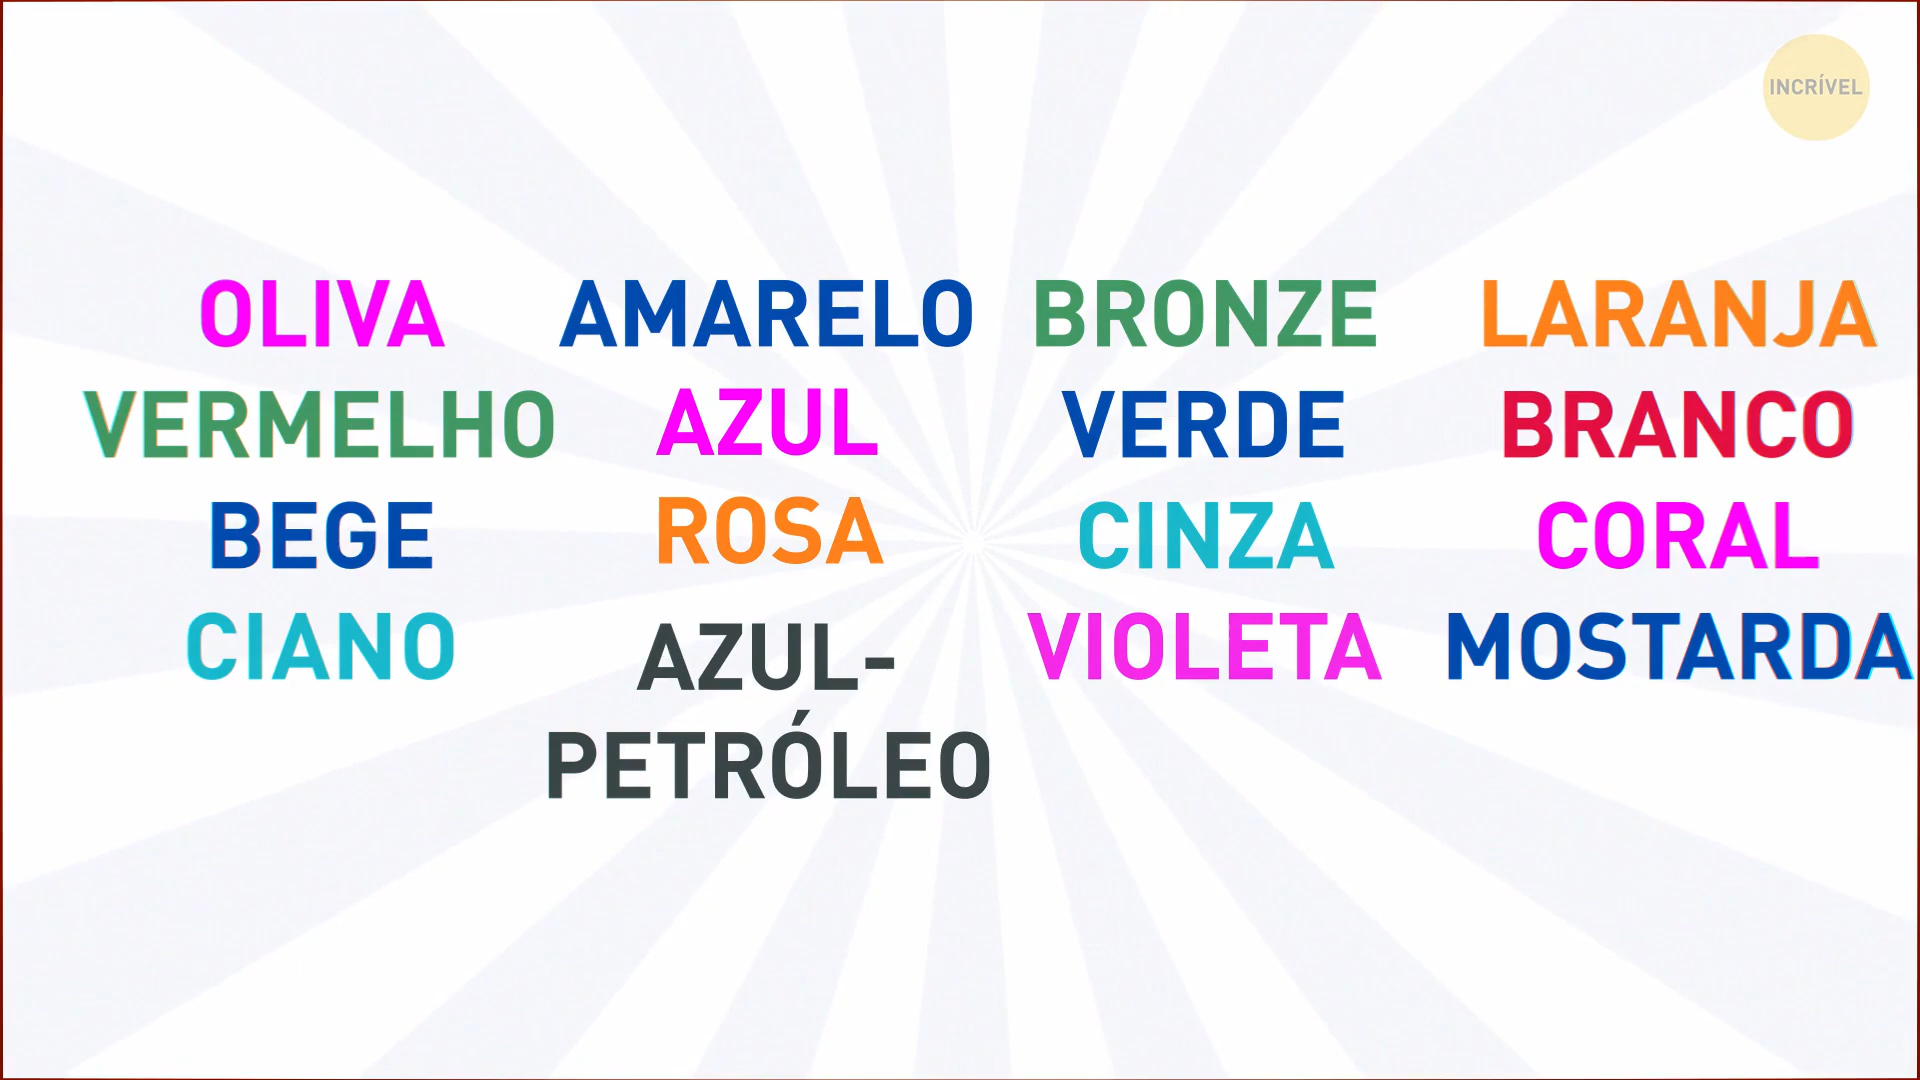 INCRÍVEL
OLIVA AMARELO BRONZE LARANJA
VERMELHO AZUL VERDE BRANCO
BEGE ROSA CINZA CORAL
CIANO AZUL- VIOLETA MOSTARDA
PETRÓLEO